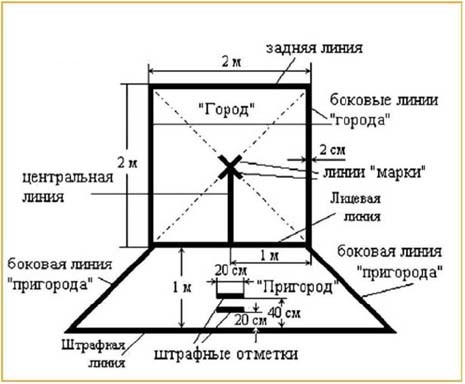 задняя линия
2 м
"Город"
боковые линии
"города"
2 м
2 см
линии "марки"
центральная
линия
Лицевая
линия
1 м
боковая линия
"пригорода"
боковая линия
"пригорода"
20 см
"Пригород"
1 м
40 см
20 см
Штрафная
линия
штрафные отметки